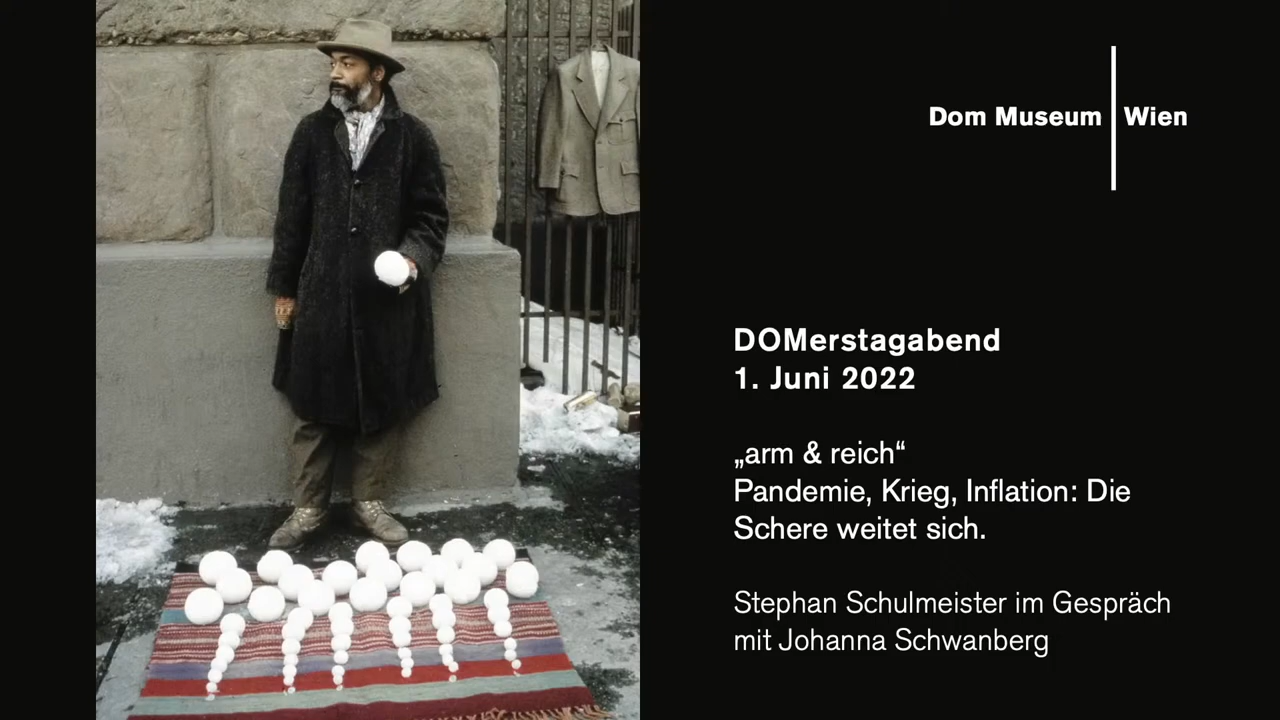 Dom Museum Wien
DOMerstagabend
1. Juni 2022
„arm & reich“
Pandemie, Krieg, Inflation: Die
Schere weitet sich.
Stephan Schulmeister im Gespräch
mit Johanna Schwanberg